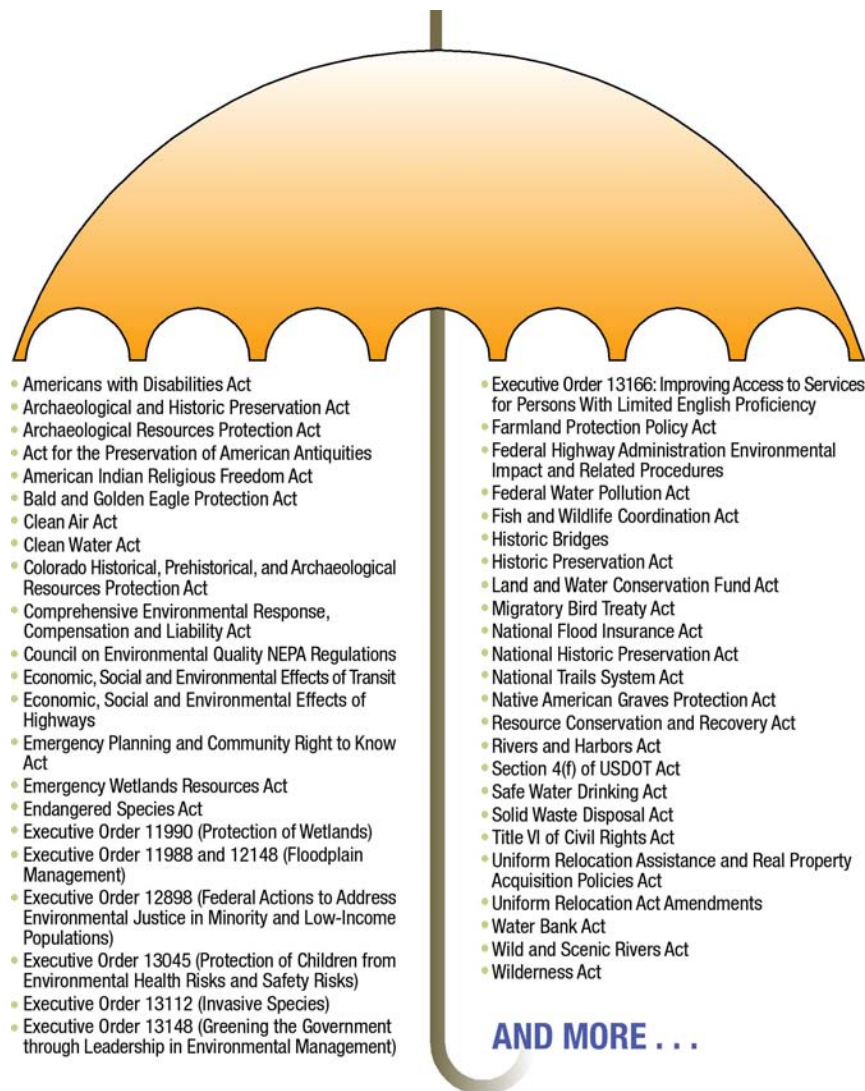 • Americans with Disabilities Act
• Archaeological and Historic Preservation Act
• Archaeological Resources Protection Act
• Act for the Preservation of American Antiquities
• American Indian Religious Freedom Act
• Bald and Golden Eagle Protection Act
• Clean Air Act
• Clean Water Act
• Colorado Historical, Prehistorical, and Archaeological
Resources Protection Act
• Comprehensive Environmental Response,
Compensation and Liability Act
• Council on Environmental Quality NEPA Regulations
• Economic, Social and Environmental Effects of Transit
• Economic, Social and Environmental Effects of
Highways
• Emergency Planning and Community Right to Know
Act
• Emergency Wetlands Resources Act
• Endangered Species Act
• Executive Order 11990 (Protection of Wetlands)
• Executive Order 11988 and 12148 (Floodplain
Management)
• Executive Order 12898 (Federal Actions to Address
Environmental Justice in Minority and Low-Income
Populations)
• Executive Order 13045 (Protection of Children from
Environmental Health Risks and Safety Risks)
• Executive Order 13112 (Invasive Species)
• Executive Order 13148 (Greening the Government
through Leadership in Environmental Management)
• Executive Order 13166: Improving Access to Services
for Persons With Limited English Proficiency
• Farmland Protection Policy Act
• Federal Highway Administration Environmental
Impact and Related Procedures
• Federal Water Pollution Act
• Fish and Wildlife Coordination Act
• Historic Bridges
• Historic Preservation Act
• Land and Water Conservation Fund Act
• Migratory Bird Treaty Act
• National Flood Insurance Act
• National Historic Preservation Act
• National Trails System Act
• Native American Graves Protection Act
• Resource Conservation and Recovery Act
• Rivers and Harbors Act
• Section 4(f) of USDOT Act
• Safe Water Drinking Act
• Solid Waste Disposal Act
• Title VI of Civil Rights Act
• Uniform Relocation Assistance and Real Property
Acquisition Policies Act
• Uniform Relocation Act Amendments
• Water Bank Act
• Wild and Scenic Rivers Act
• Wilderness Act
AND MORE . . .